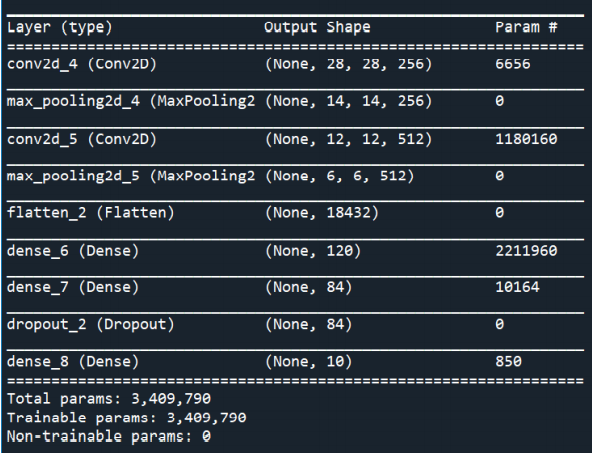 Layer (type) Output Shape Param #
conv2d_4 (Conv2D) (None, 28, 28, 256) 6656
max_pooling2d_4 (MaxPooling2 (None, 14, 14, 256) 0
conv2d_5 (Conv2D) (None, 12, 12, 512) 1180160
max_pooling2d_5 (MaxPooling2 (None, 6, 6, 512) 0
flatten_2 (Flatten) (None, 18432) 0
dense_6 (Dense) (None, 120) 2211960
dense_7 (Dense) (None, 84) 10164
dropout_2 (Dropout) (None, 84) 0
dense_8 (Dense) (None, 10) 850
Total params: 3,409,790
Trainable params: 3,409,790
Non-trainable params: 0